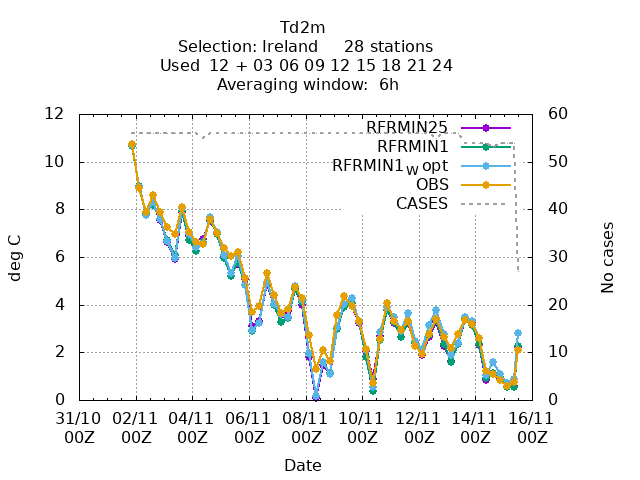 Td2m
Selection: Ireland     28 stations
Used  12 + 03 06 09 12 15 18 21 24
Averaging window:  6h
12
10
8
6
4
2
0
deg C
60
50
40
30
20
10
0
No cases
RFRMIN25
RFRMIN1
RFRMIN1wopt
OBS
CASES
31/10 02/11 04/11 06/11 08/11 10/11 12/11 14/11 16/11
00Z 00Z 00Z 00Z 00Z 00Z 00Z 00Z 00Z
Date